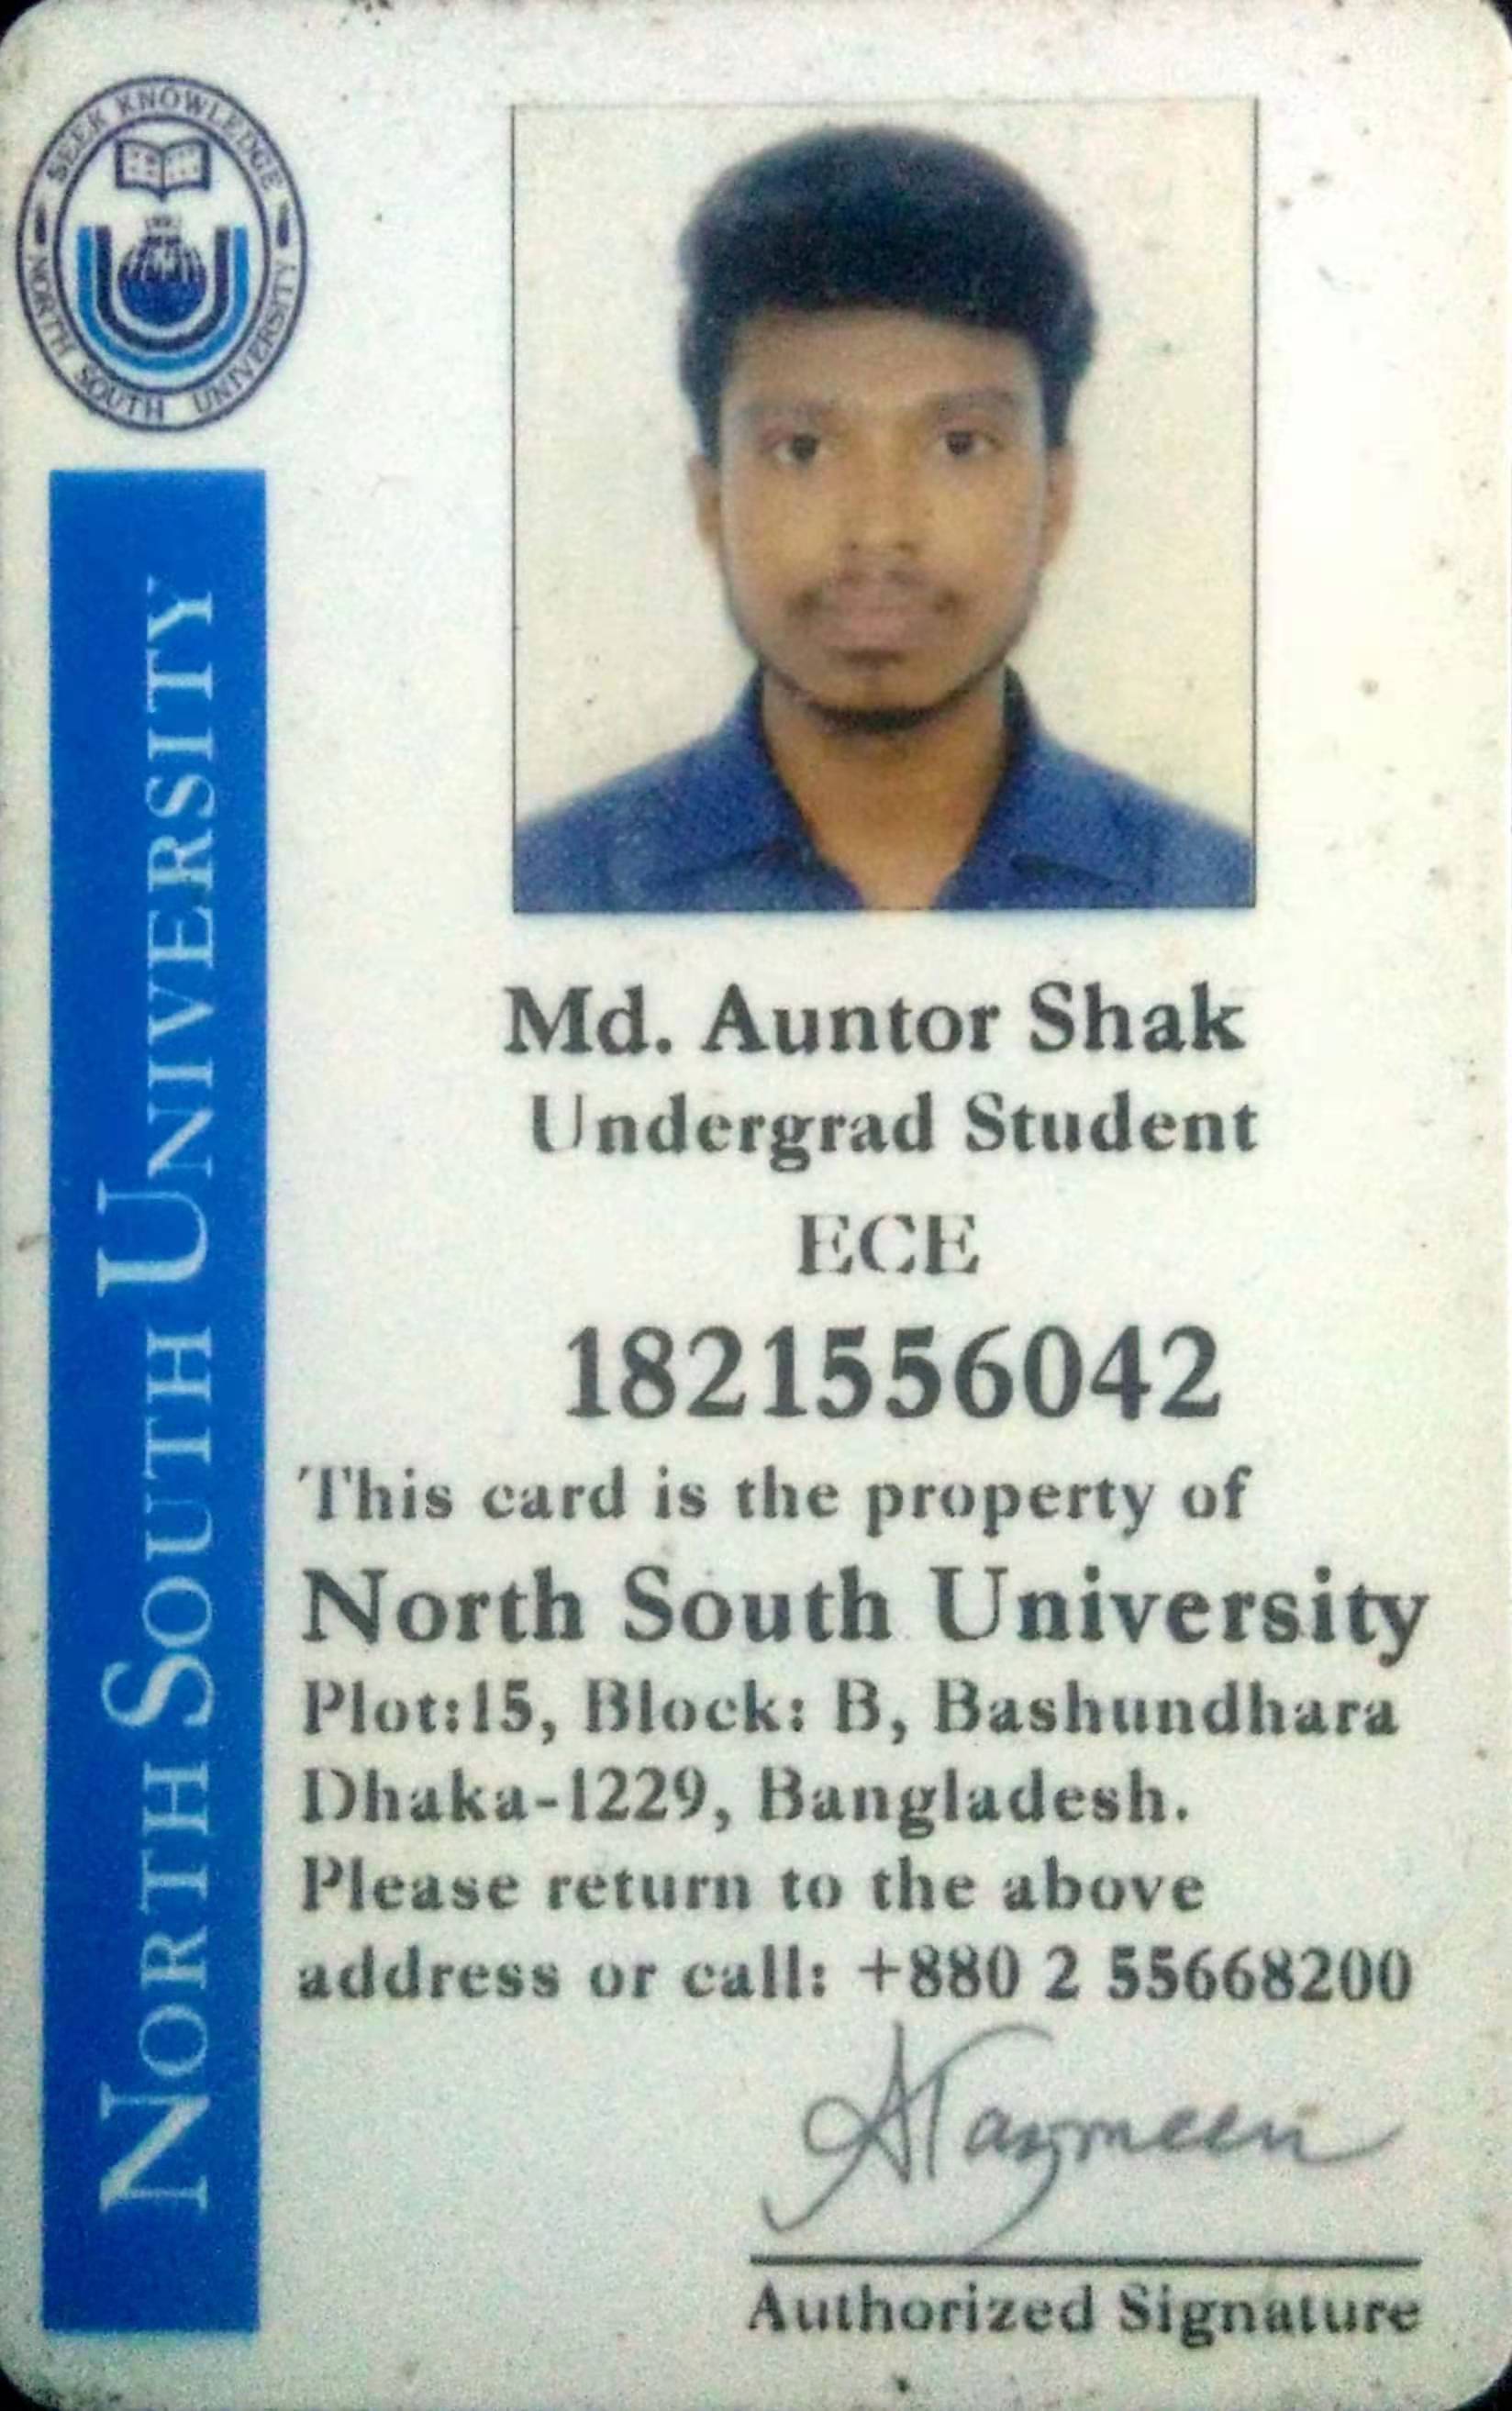 SEEK KNOWLEDGE
NORTH SOUTH UNIVERSITY
NORTH SOUTH UNIVERSITY
Md. Auntor Shak
Undergrad Student
ECE
1821556042
This card is the property of
North South University
Plot:15, Block: B, Bashundhara
Dhaka-1229, Bangladesh.
Please return to the above
address or call: +880 2 55668200
ATazmeen
Authorized Signature